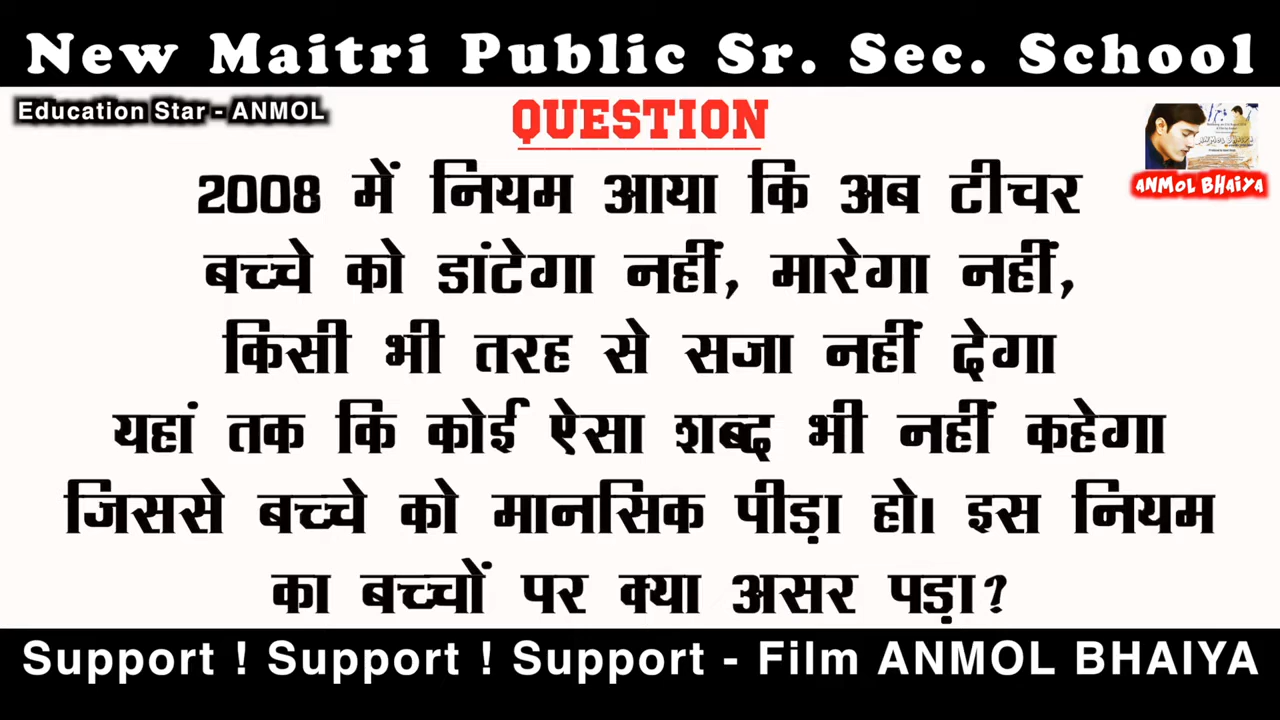 New Maitri Public Sr. Sec. School
Education Star - ANMOL
QUESTION
ANMOL BHAIYA
2008 में नियम आया कि अब टीचर
बच्चे को डांटेगा नहीं, मारेगा नहीं,
किसी भी तरह से सजा नहीं देगा
यहां तक कि कोई ऐसा शब्द भी नहीं कहेगा
जिससे बच्चे को मानसिक पीड़ा हो। इस नियम
का बच्चों पर क्या असर पड़ा?
Support ! Support ! Support - Film ANMOL BHAIYA